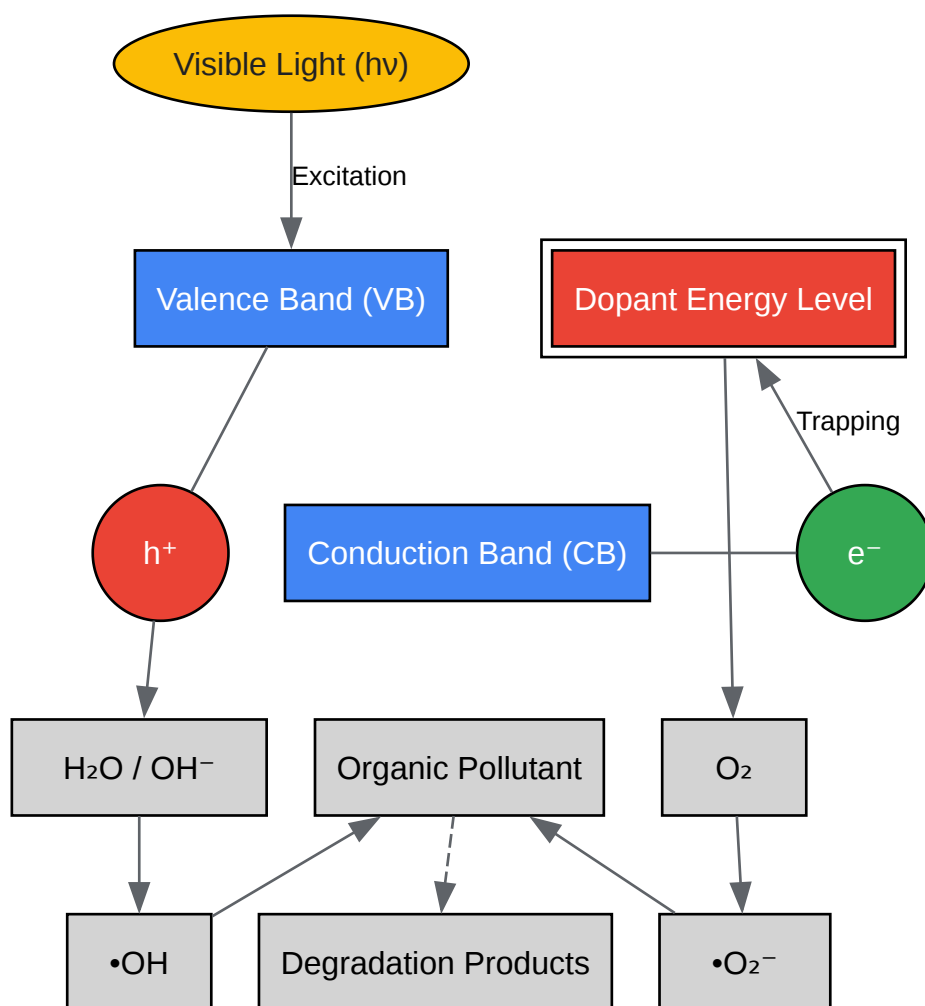 Visible Light (hν)
Excitation
Valence Band (VB)
Dopant Energy Level
Trapping
h⁺
Conduction Band (CB)
e⁻
H₂O / OH⁻
Organic Pollutant
O₂
•OH
Degradation Products
•O₂⁻